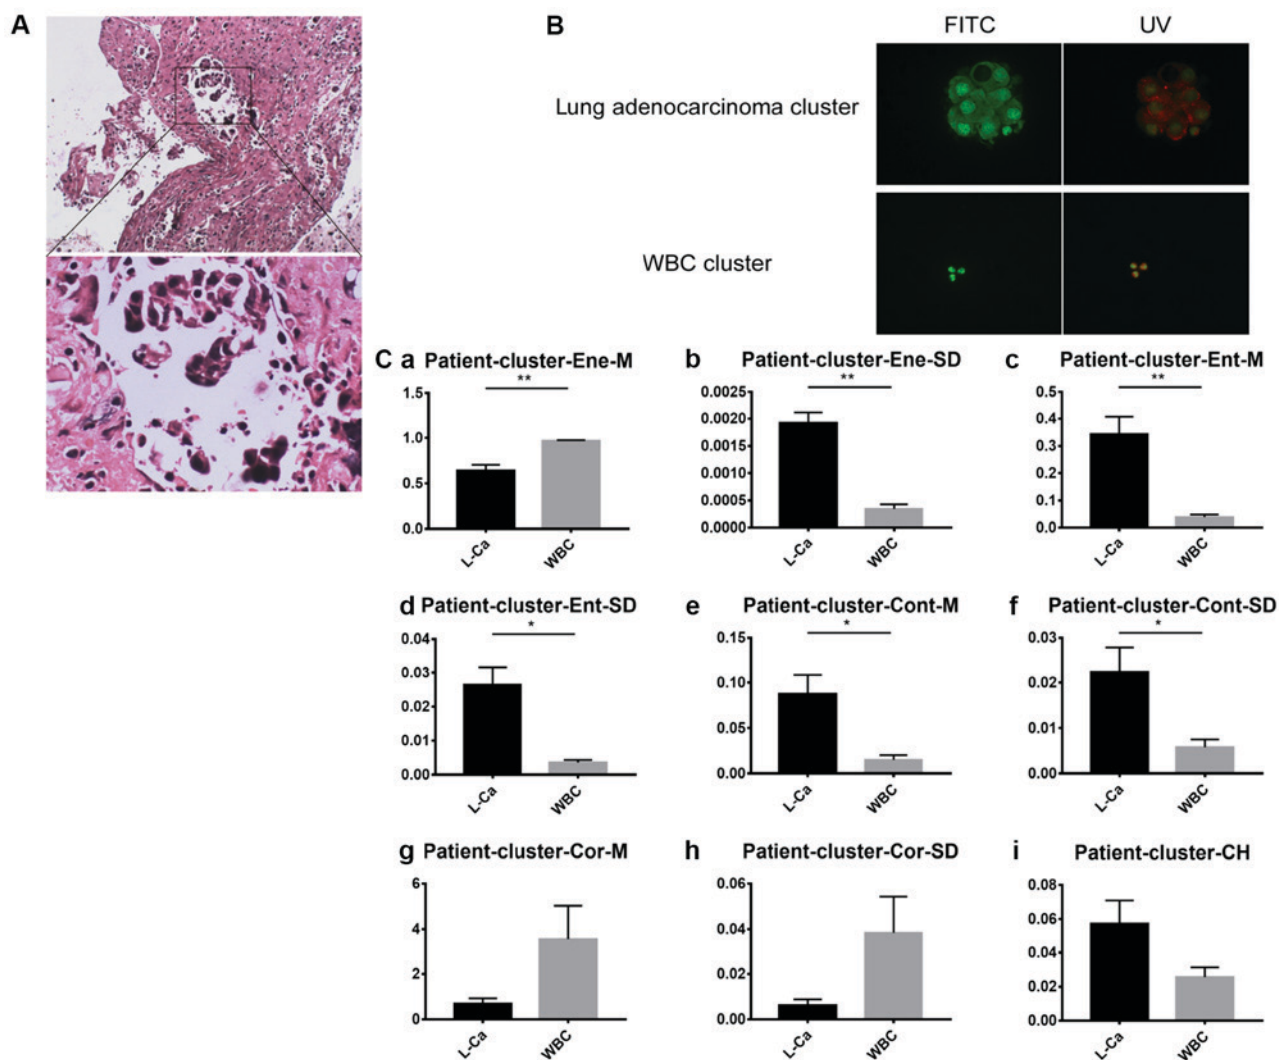 A
B
FITC UV
Lung adenocarcinoma cluster
WBC cluster
C a Patient-cluster-Ene-M
**
1.5
1.0
0.5
0.0
L-Ca WBC
b Patient-cluster-Ene-SD
**
0.0025
0.0020
0.0015
0.0010
0.0005
0.0000
L-Ca WBC
c Patient-cluster-Ent-M
**
0.5
0.4
0.3
0.2
0.1
0.0
L-Ca WBC
d Patient-cluster-Ent-SD
*
0.04
0.03
0.02
0.01
0.00
L-Ca WBC
e Patient-cluster-Cont-M
*
0.15
0.10
0.05
0.00
L-Ca WBC
f Patient-cluster-Cont-SD
*
0.03
0.02
0.01
0.00
L-Ca WBC
g Patient-cluster-Cor-M
6
4
2
0
L-Ca WBC
h Patient-cluster-Cor-SD
0.06
0.04
0.02
0.00
L-Ca WBC
i Patient-cluster-CH
0.08
0.06
0.04
0.02
0.00
L-Ca WBC